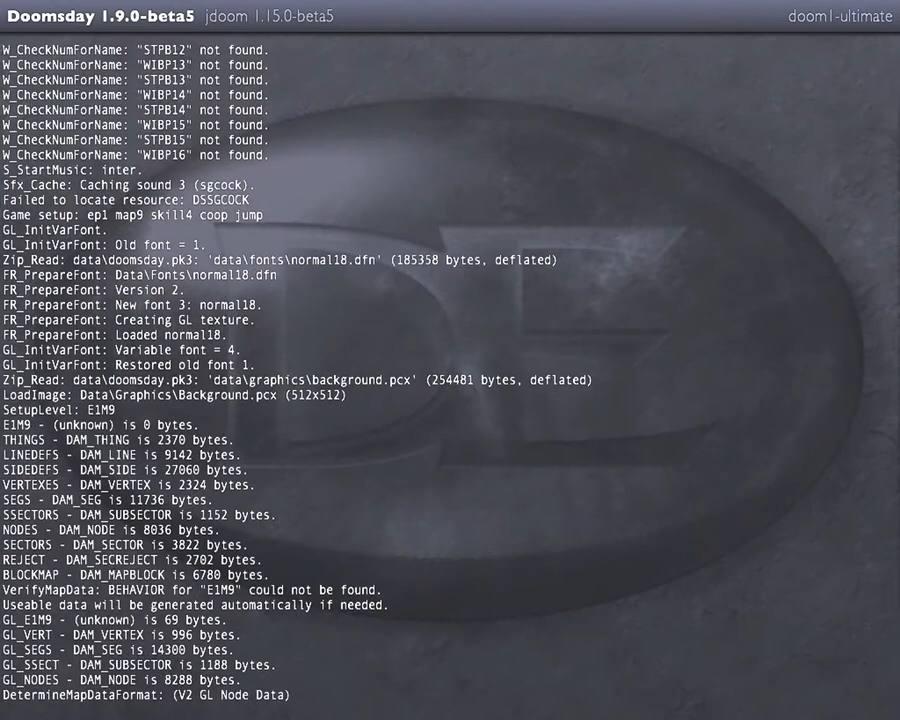 Doomsday 1.9.0-beta5 jdoom 1.15.0-beta5 doom1-ultimate
W_CheckNumForName: "STPB12" not found.
W_CheckNumForName: "WIBP13" not found.
W_CheckNumForName: "STPB13" not found.
W_CheckNumForName: "WIBP14" not found.
W_CheckNumForName: "STPB14" not found.
W_CheckNumForName: "WIBP15" not found.
W_CheckNumForName: "STPB15" not found.
W_CheckNumForName: "WIBP16" not found.
S_StartMusic: inter.
Sfx_Cache: Caching sound 3 (sgcock).
Failed to locate resource: DSSGCOCK
Game setup: ep1 map9 skill4 coop jump
GL_InitVarFont.
GL_InitVarFont: Old font = 1.
Zip_Read: data\doomsday.pk3: 'data\fonts\normal18.dfn' (185358 bytes, deflated)
FR_PrepareFont: Data\Fonts\normal18.dfn
FR_PrepareFont: Version 2.
FR_PrepareFont: New font 3: normal18.
FR_PrepareFont: Creating GL texture.
FR_PrepareFont: Loaded normal18.
GL_InitVarFont: Variable font = 4.
GL_InitVarFont: Restored old font 1.
Zip_Read: data\doomsday.pk3: 'data\graphics\background.pcx' (254481 bytes, deflated)
LoadImage: Data\Graphics\Background.pcx (512x512)
SetupLevel: E1M9
E1M9 - (unknown) is 0 bytes.
THINGS - DAM_THING is 2370 bytes.
LINEDEFS - DAM_LINE is 9142 bytes.
SIDEDEFS - DAM_SIDE is 27060 bytes.
VERTEXES - DAM_VERTEX is 2324 bytes.
SEGS - DAM_SEG is 11736 bytes.
SSECTORS - DAM_SUBSECTOR is 1152 bytes.
NODES - DAM_NODE is 8036 bytes.
SECTORS - DAM_SECTOR is 3822 bytes.
REJECT - DAM_SECREJECT is 2702 bytes.
BLOCKMAP - DAM_MAPBLOCK is 6780 bytes.
VerifyMapData: BEHAVIOR for "E1M9" could not be found.
Useable data will be generated automatically if needed.
GL_E1M9 - (unknown) is 69 bytes.
GL_VERT - DAM_VERTEX is 996 bytes.
GL_SEGS - DAM_SEG is 14300 bytes.
GL_SSECT - DAM_SUBSECTOR is 1188 bytes.
GL_NODES - DAM_NODE is 8288 bytes.
DetermineMapDataFormat: (V2 GL Node Data)
DE